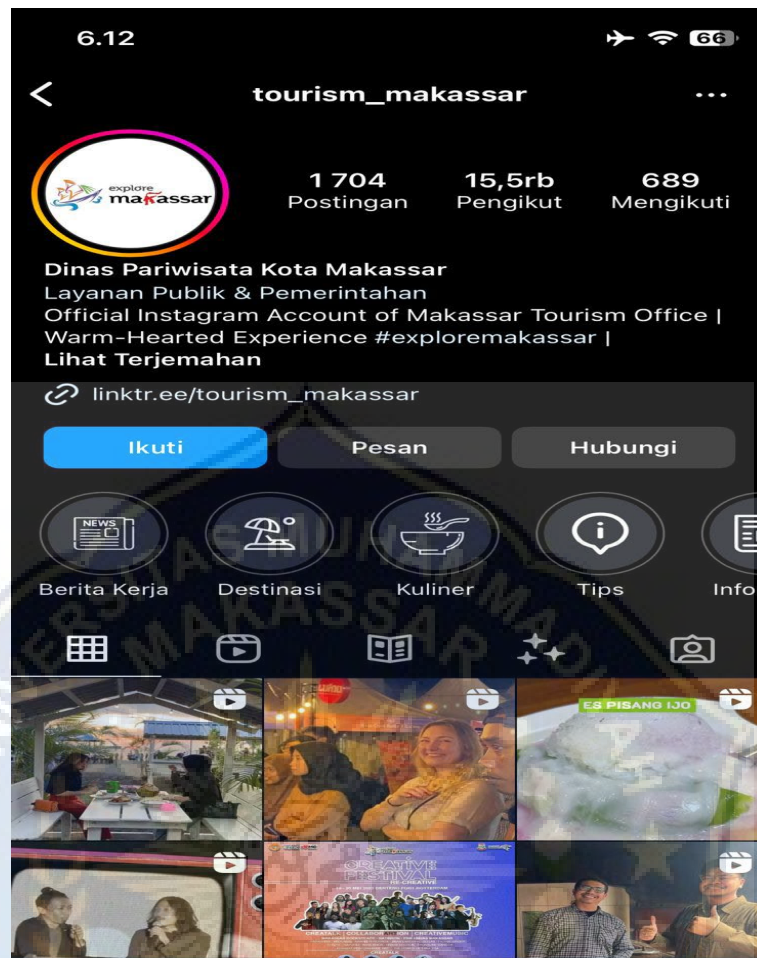 6.12
66
tourism_makassar
explore
makassar
1 704
15,5rb
689
Postingan
Pengikut
Mengikuti
Dinas Pariwisata Kota Makassar
Layanan Publik & Pemerintahan
Official Instagram Account of Makassar Tourism Office |
Warm-Hearted Experience #exploremakassar |
Lihat Terjemahan
linktr.ee/tourism_makassar
Ikuti
Pesan
Hubungi
NEWS
Berita Kerja
Destinasi
Kuliner
Tips
Info
MUHAMMAD
MAKASSAR
ES PISANG IJO
CREATIVE
FESTIVAL